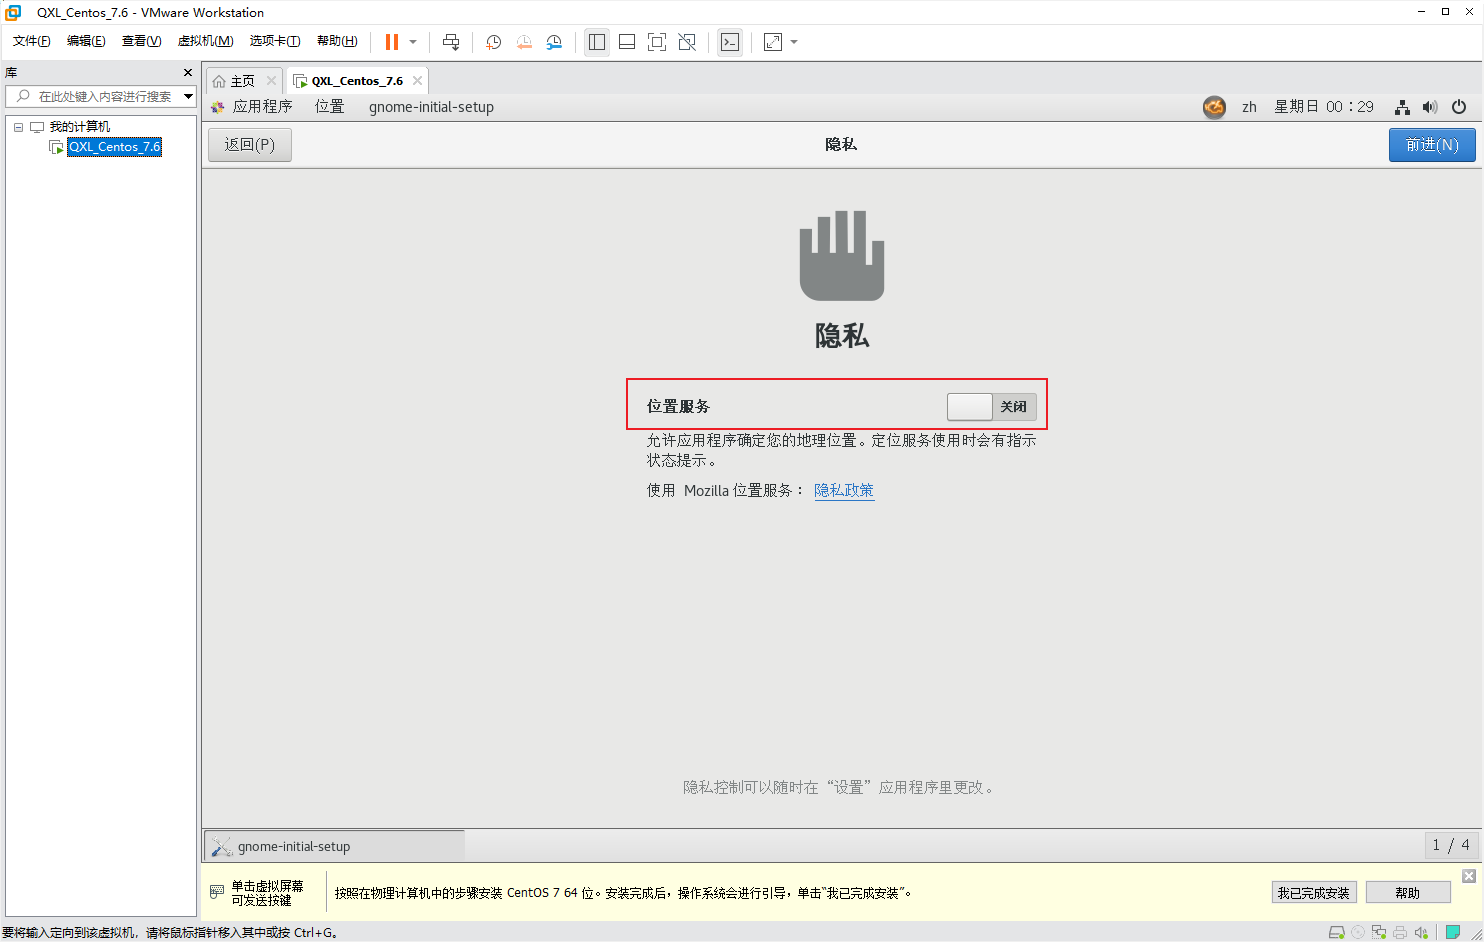 QXL_Centos_7.6 - VMware Workstation
文件(F) 编辑(E) 查看(V) 虚拟机(M) 选项卡(T) 帮助(H)
库
在此处键入内容进行搜索
我的计算机
QXL_Centos_7.6
主页 QXL_Centos_7.6
应用程序 位置 gnome-initial-setup zh 星期日 00：29
返回(P) 隐私 前进(N)
隐私
位置服务 关闭
允许应用程序确定您的地理位置。定位服务使用时会有指示
状态提示。
使用 Mozilla 位置服务： 隐私政策
隐私控制可以随时在“设置”应用程序里更改。
gnome-initial-setup 1 / 4
单击虚拟屏幕
可发送按键
按照在物理计算机中的步骤安装 CentOS 7 64 位。安装完成后，操作系统会进行引导，单击“我已完成安装”。
我已完成安装 帮助
要将输入定向到该虚拟机，请将鼠标指针移入其中或按 Ctrl+G。